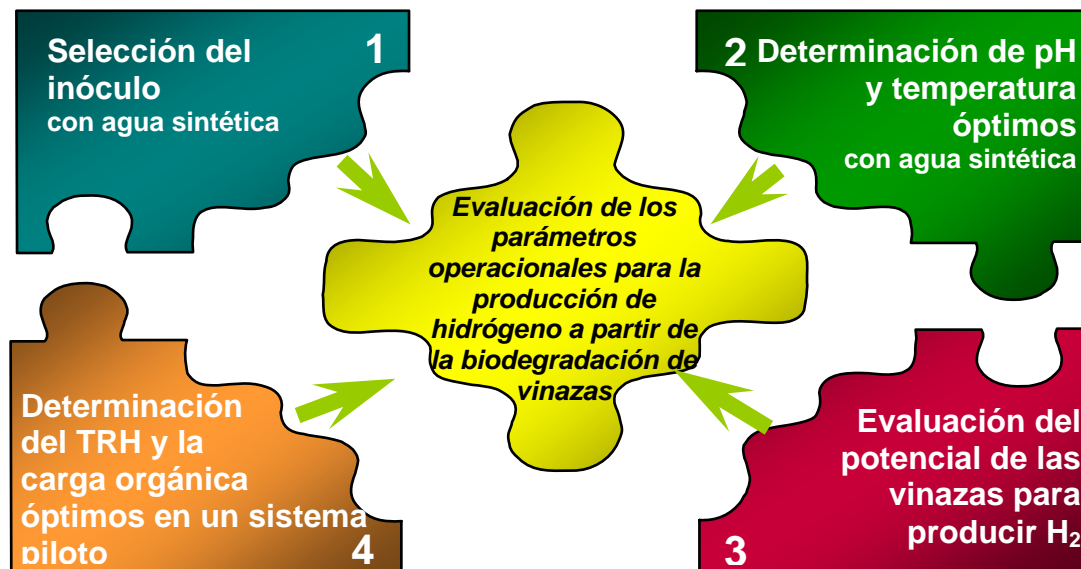 Selección del
inóculo
con agua sintética
1
2
Determinación de pH
y temperatura
óptimos
con agua sintética
Evaluación de los
parámetros
operacionales para la
producción de
hidrógeno a partir de
la biodegradación de
vinazas
Determinación
del TRH y la
carga orgánica
óptimos en un sistema
piloto
4
Evaluación del
potencial de las
vinazas para
producir H₂
3